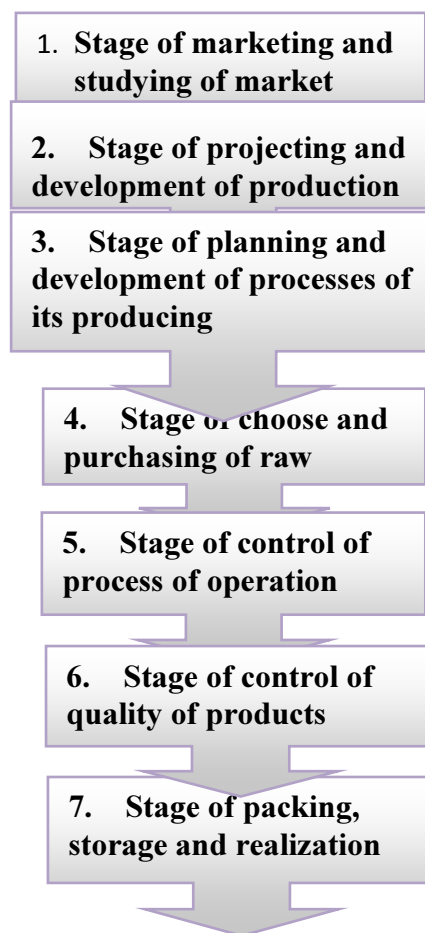 1. Stage of marketing and
studying of market
2. Stage of projecting and
development of production
3. Stage of planning and
development of processes of
its producing
4. Stage of choose and
purchasing of raw
5. Stage of control of
process of operation
6. Stage of control of
quality of products
7. Stage of packing,
storage and realization